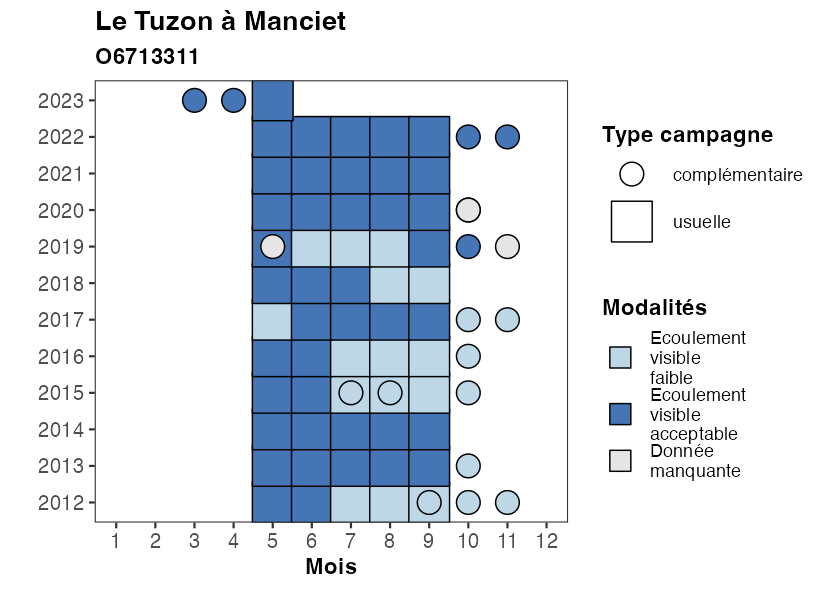 Le Tuzon à Manciet
O6713311
2023
2022
2021
2020
2019
2018
2017
2016
2015
2014
2013
2012
1 2 3 4 5 6 7 8 9 10 11 12
Mois
Type campagne
complémentaire
usuelle
Modalités
Ecoulement
visible
faible
Ecoulement
visible
acceptable
Donnée
manquante